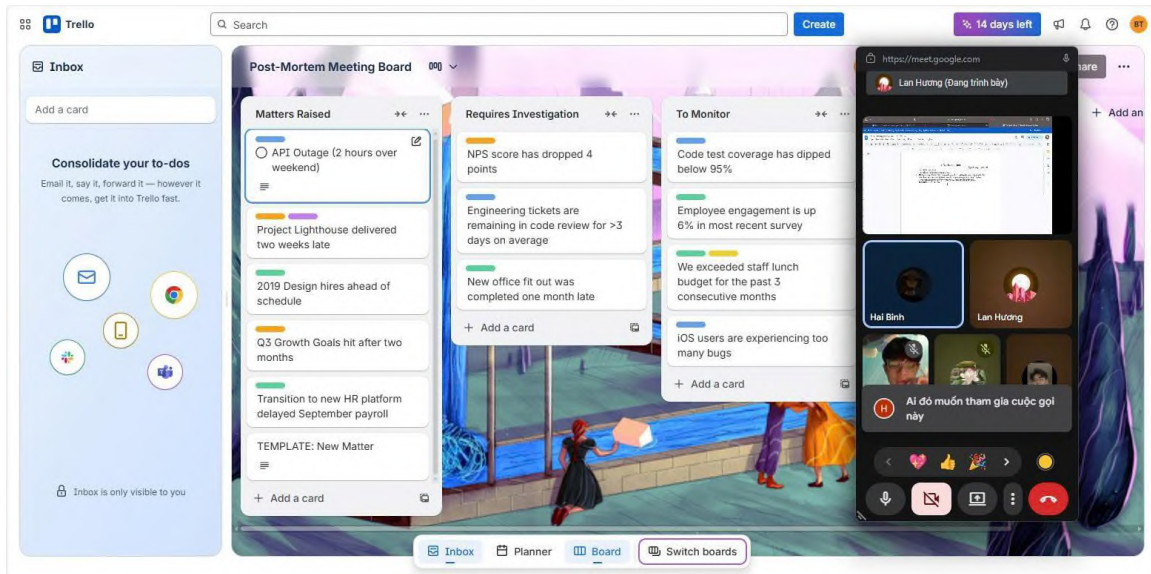 Trello
Search
Create
14 days left
BT
Inbox
Add a card
Consolidate your to-dos
Email it, say it, forward it — however it
comes, get it into Trello fast.
Inbox is only visible to you
Post-Mortem Meeting Board
Matters Raised
API Outage (2 hours over
weekend)
Project Lighthouse delivered
two weeks late
2019 Design hires ahead of
schedule
Q3 Growth Goals hit after two
months
Transition to new HR platform
delayed September payroll
TEMPLATE: New Matter
Add a card
Requires Investigation
NPS score has dropped 4
points
Engineering tickets are
remaining in code review for >3
days on average
New office fit out was
completed one month late
Add a card
To Monitor
Code test coverage has dipped
below 95%
Employee engagement is up
6% in most recent survey
We exceeded staff lunch
budget for the past 3
consecutive months
iOS users are experiencing too
many bugs
Add a card
are
Add an
https://meet.google.com
Lan Hương (Đang trình bày)
Hai Binh
Lan Hương
H
Ai đó muốn tham gia cuộc gọi
này
Inbox
Planner
Board
Switch boards